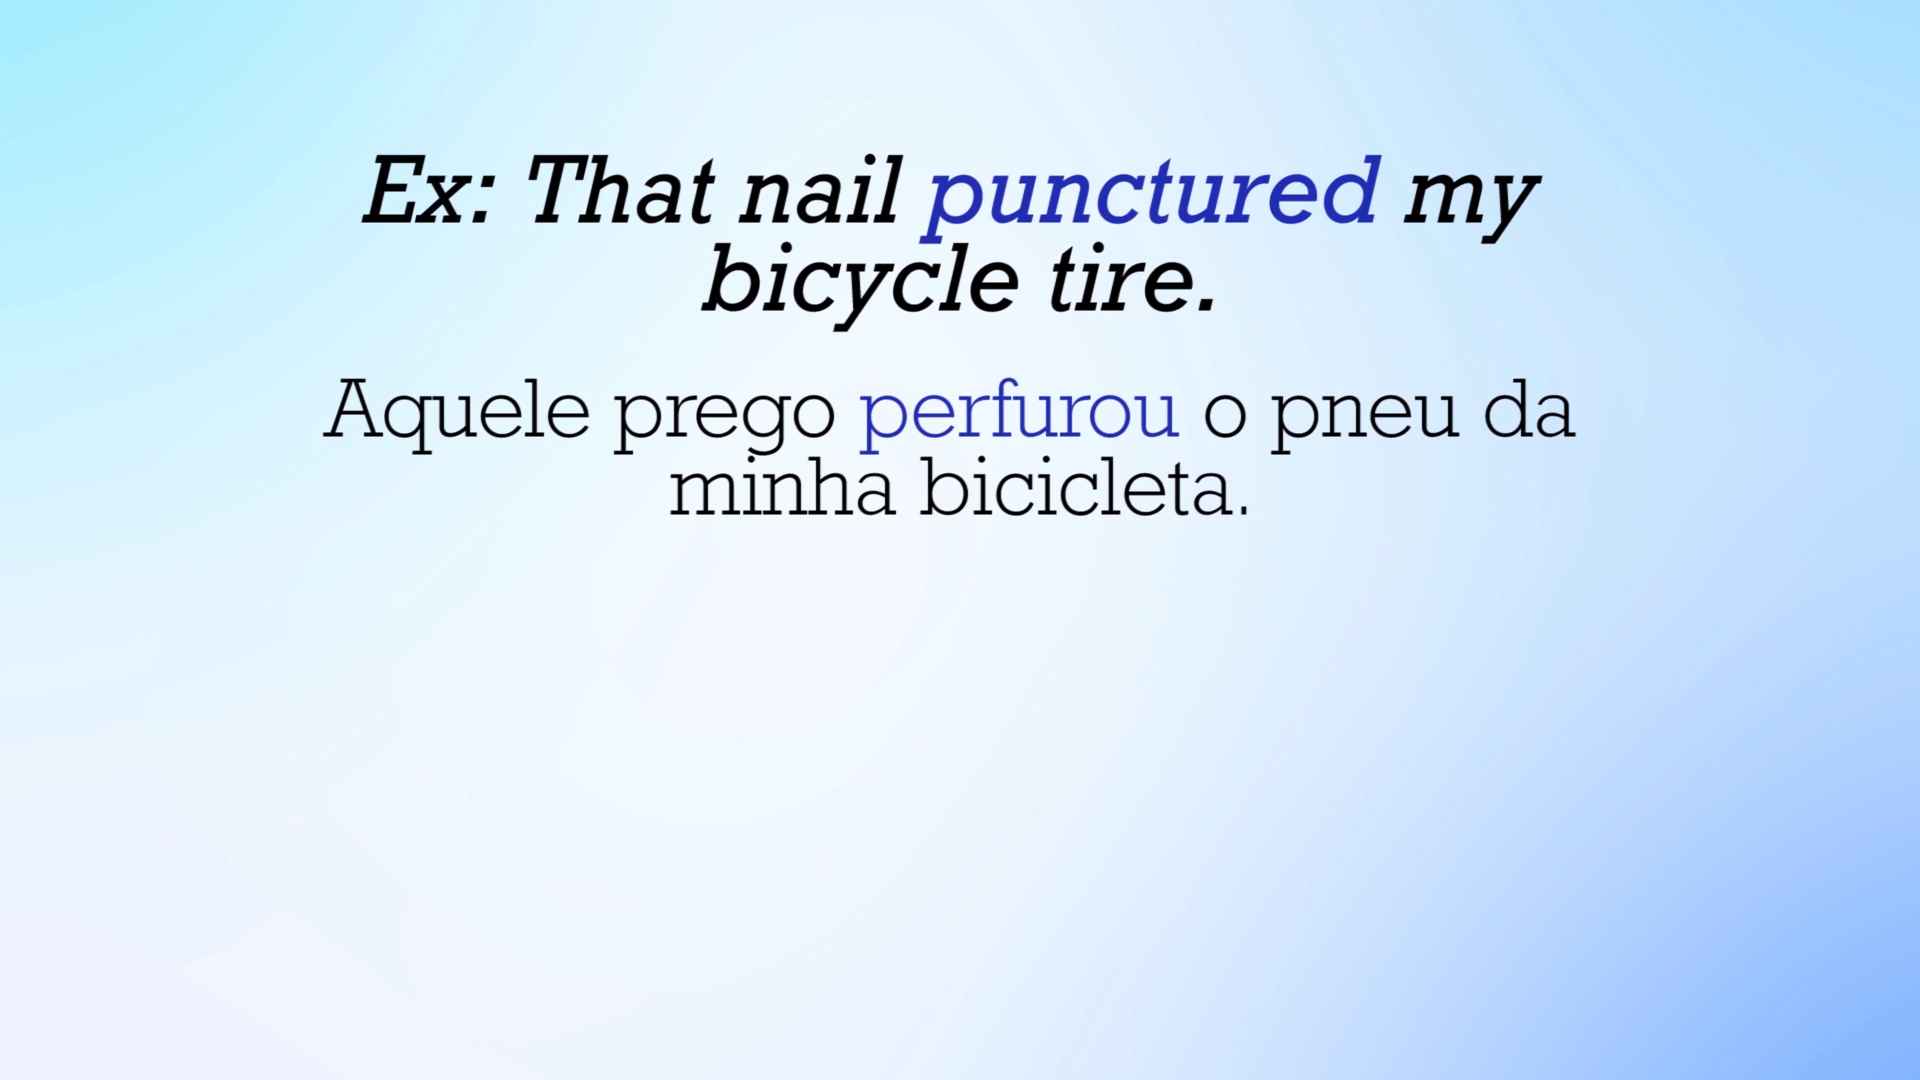 Ex: That nail punctured my
bicycle tire.
Aquele prego perfurou o pneu da
minha bicicleta.